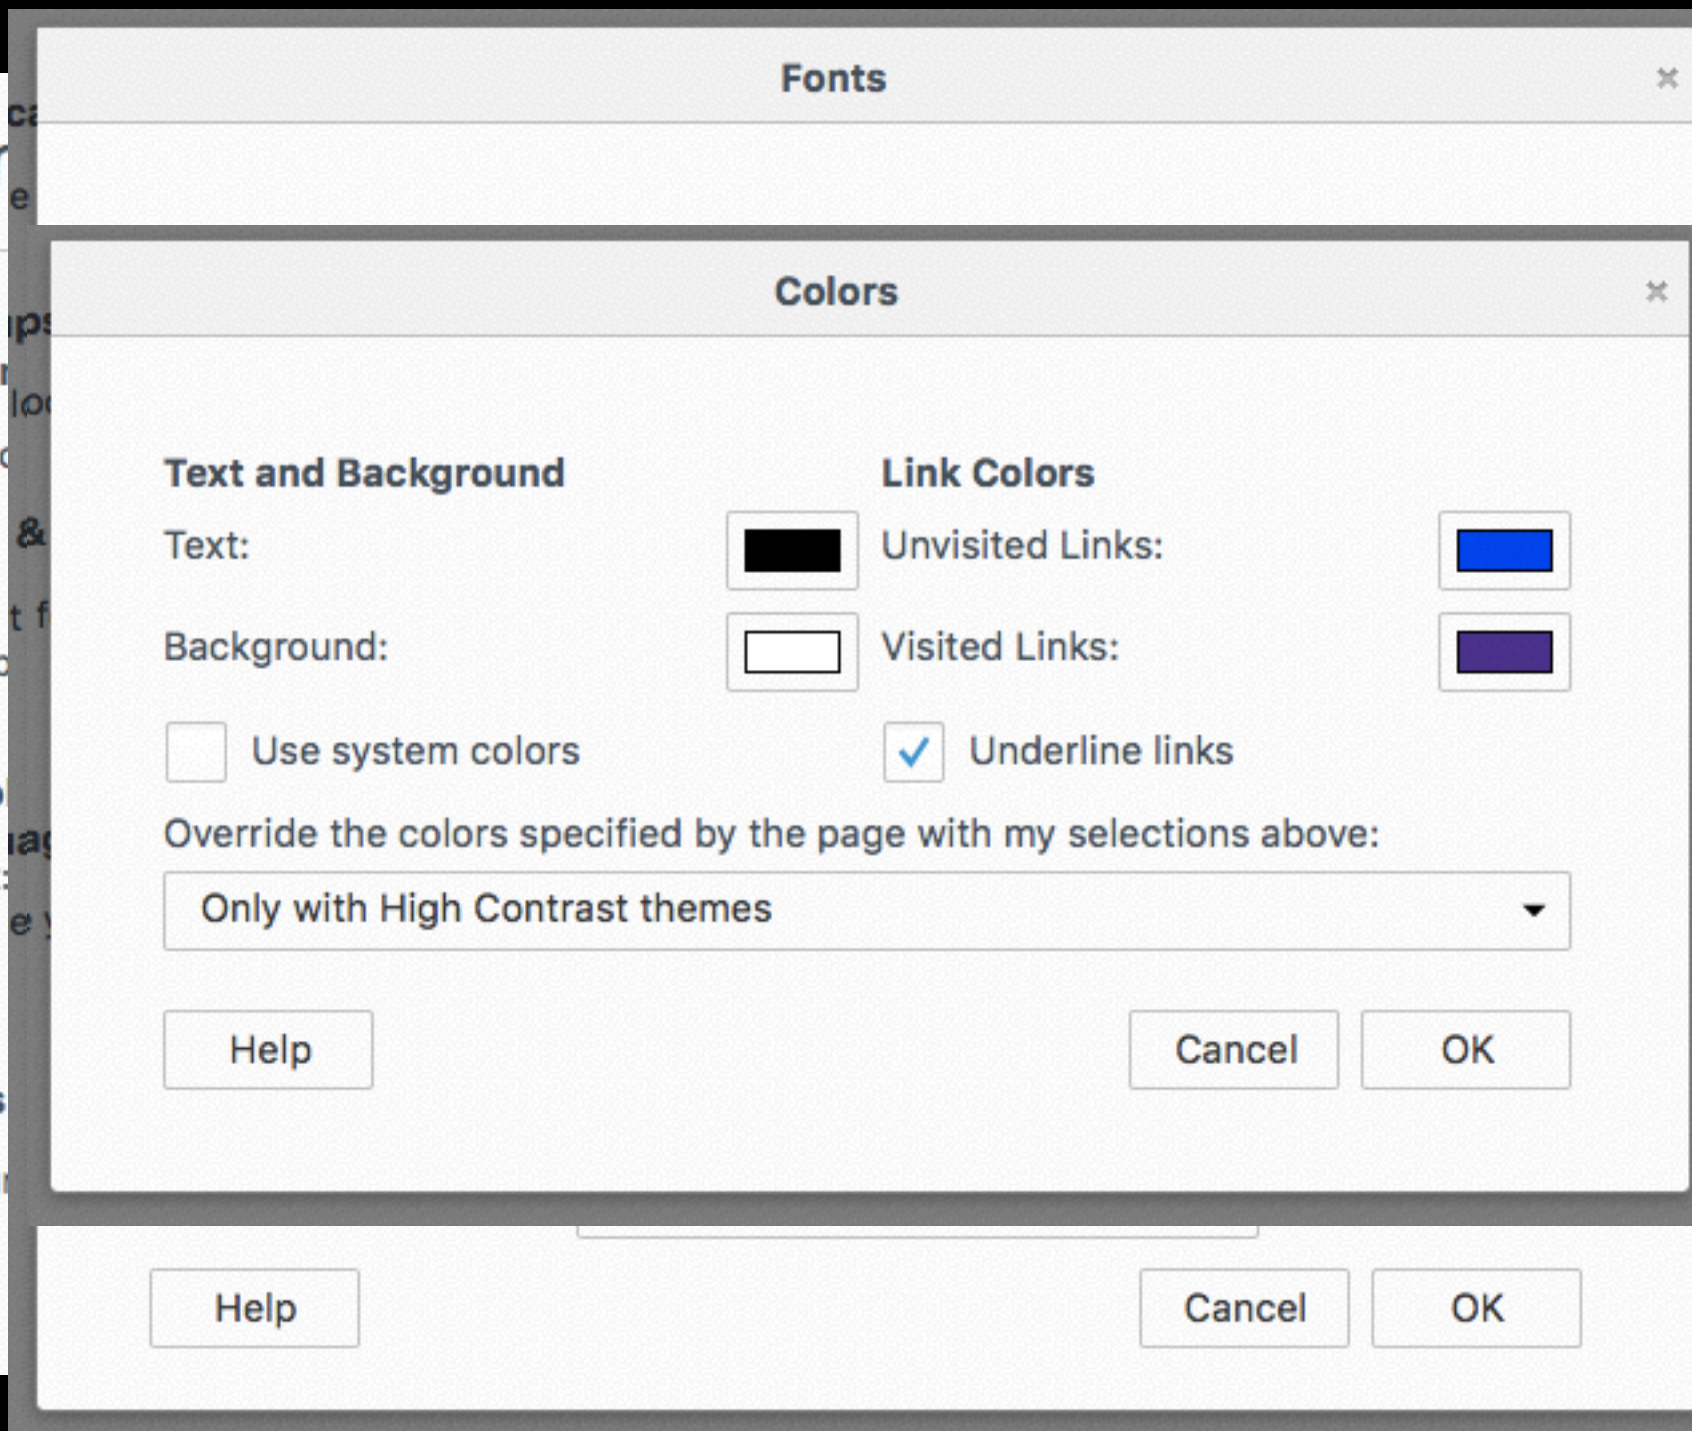 Fonts
Colors
Text and Background
Link Colors
Text:
Unvisited Links:
Background:
Visited Links:
Use system colors
Underline links
Override the colors specified by the page with my selections above:
Only with High Contrast themes
Help
Cancel
OK
Help
Cancel
OK